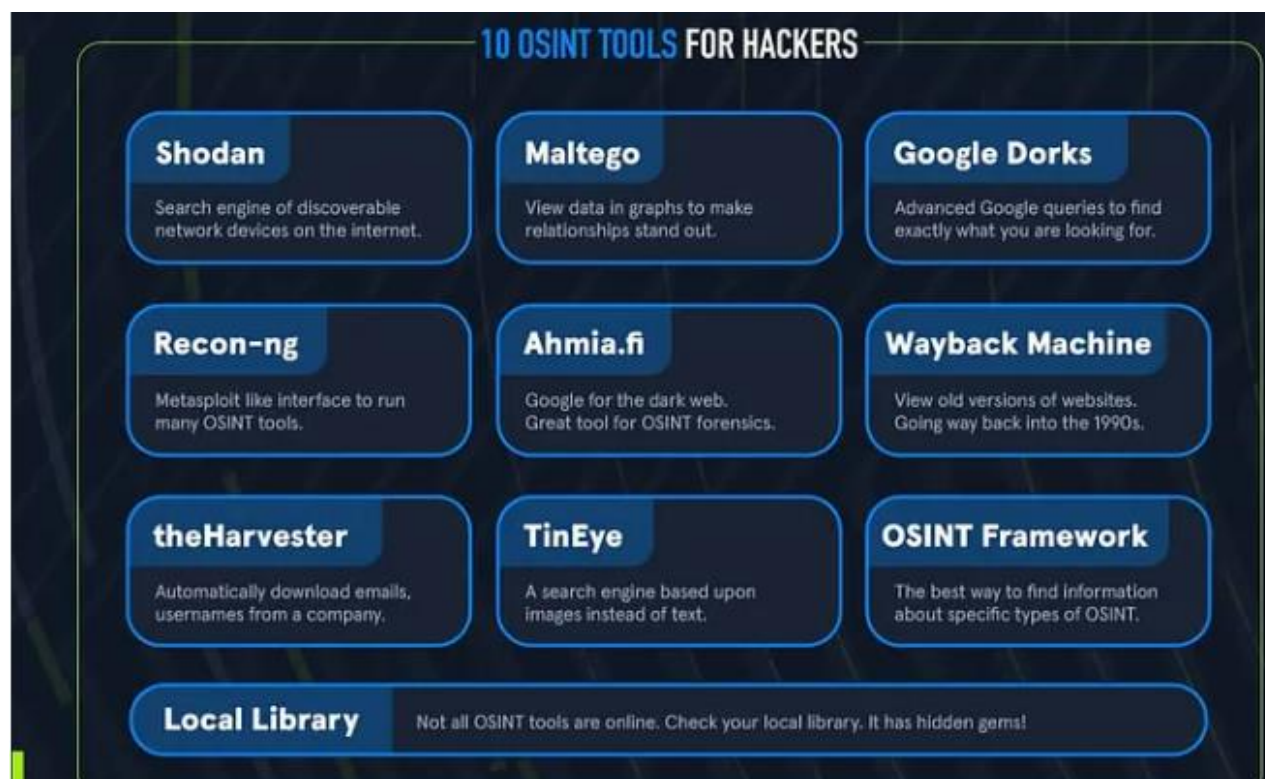 10 OSINT TOOLS FOR HACKERS
Shodan
Search engine of discoverable
network devices on the internet.
Maltego
View data in graphs to make
relationships stand out.
Google Dorks
Advanced Google queries to find
exactly what you are looking for.
Recon-ng
Metasploit like interface to run
many OSINT tools.
Ahmia.fi
Google for the dark web.
Great tool for OSINT forensics.
Wayback Machine
View old versions of websites.
Going way back into the 1990s.
theHarvester
Automatically download emails,
usernames from a company.
TinEye
A search engine based upon
images instead of text.
OSINT Framework
The best way to find information
about specific types of OSINT.
Local Library
Not all OSINT tools are online. Check your local library. It has hidden gems!